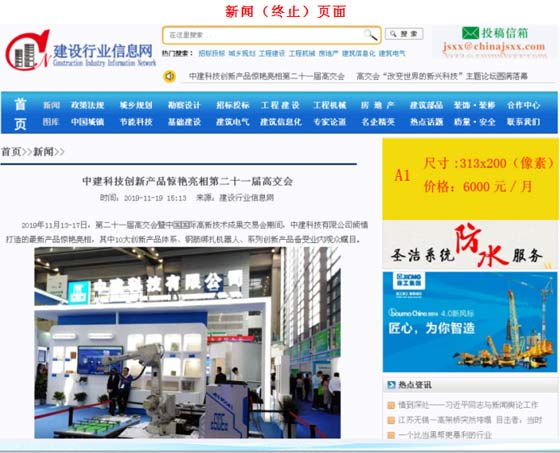 新闻（终止）页面
建设行业信息网
Construction Industry Information Network
请在这里输入关键词...
搜索
热门搜索： 招标投标 城乡规划 工程建设 工程机械 房地产 建筑信息化 建筑电气
投稿信箱
jsxx@chinajsxx.com
中建科技创新产品惊艳亮相第二十一届高交会 高交会“改变世界的新兴科技”主题论坛圆满落幕
首页
新闻 政策法规 城乡规划 勘察设计 招标投标 工程建设 工程机械 房地产 建筑部品 装饰·装修 合作中心
图库 中国城镇 节能科技 基础建设 建筑电气 建筑信息化 专家论道 名企精英 热点话题 质量·安全 联系我们
首页>>新闻>>
中建科技创新产品惊艳亮相第二十一届高交会
时间：2019-11-19 15:13 来源：建设行业信息网
2019年11月13-17日，第二十一届高交会暨中国国际高新技术成果交易会期间，中建科技有限公司倾情
打造的最新产品惊艳亮相，其中10大创新产品体系、钢筋绑扎机器人、系列创新产品备受业内观众瞩目。
中建科技有限公司
A1
尺寸:313x200（像素）
价格：6000元/月
圣洁系统防水服务
XCMG
徐工集团
bauma China 4.0新风标
匠心，为你智造
热点资讯
情到深处——习近平同志与新闻舆论工作
江苏无锡一高架桥突然垮塌 目击者：当时
一个比当黑帮更暴利的行业